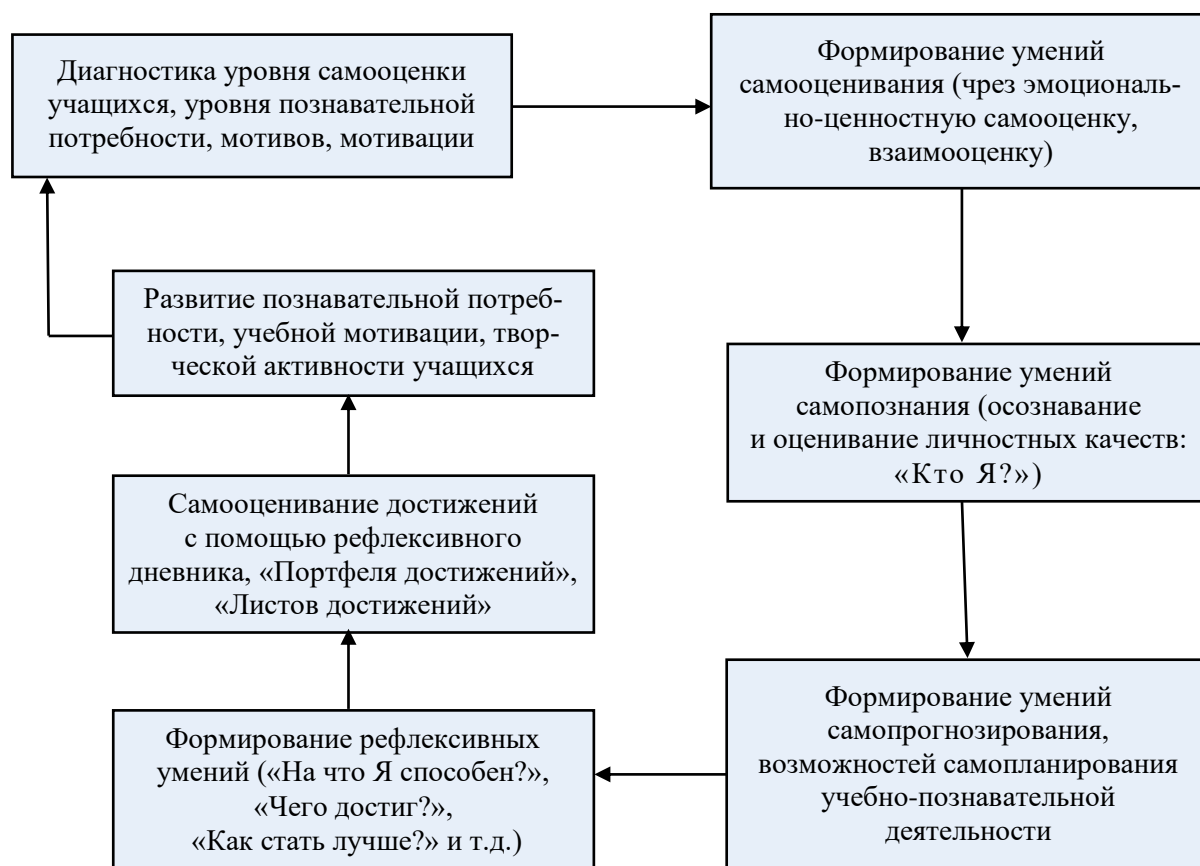 Диагностика уровня самооценки
учащихся, уровня познавательной
потребности, мотивов, мотивации
Формирование умений
самооценивания (чрез эмоциональ-
но-ценностную самооценку,
взаимооценку)
Формирование умений
самопознания (осознавание
и оценивание личностных качеств:
«Кто Я?»)
Формирование умений
самопрогнозирования,
возможностей самопланирования
учебно-познавательной
деятельности
Формирование рефлексивных
умений («На что Я способен?»,
«Чего достиг?»,
«Как стать лучше?» и т.д.)
Самооценивание достижений
с помощью рефлексивного
дневника, «Портфеля достижений»,
«Листов достижений»
Развитие познавательной потреб-
ности, учебной мотивации, твор-
ческой активности учащихся